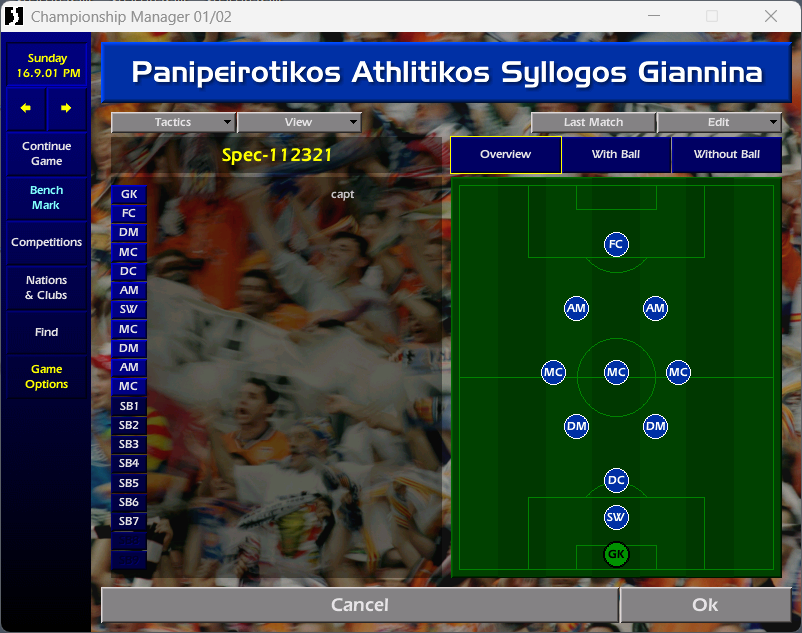 Championship Manager 01/02
Sunday
16.9.01 PM
Continue
Game
Bench
Mark
Competitions
Nations
& Clubs
Find
Game
Options
Panipeirotikos Athlitikos Syllogos Giannina
Tactics View Last Match Edit
Spec-112321
Overview With Ball Without Ball
GK capt
FC
DM
MC
DC
AM
SW
MC
DM
AM
MC
SB1
SB2
SB3
SB4
SB5
SB6
SB7
FC
AM AM
MC MC MC
DM DM
DC
SW
GK
Cancel Ok